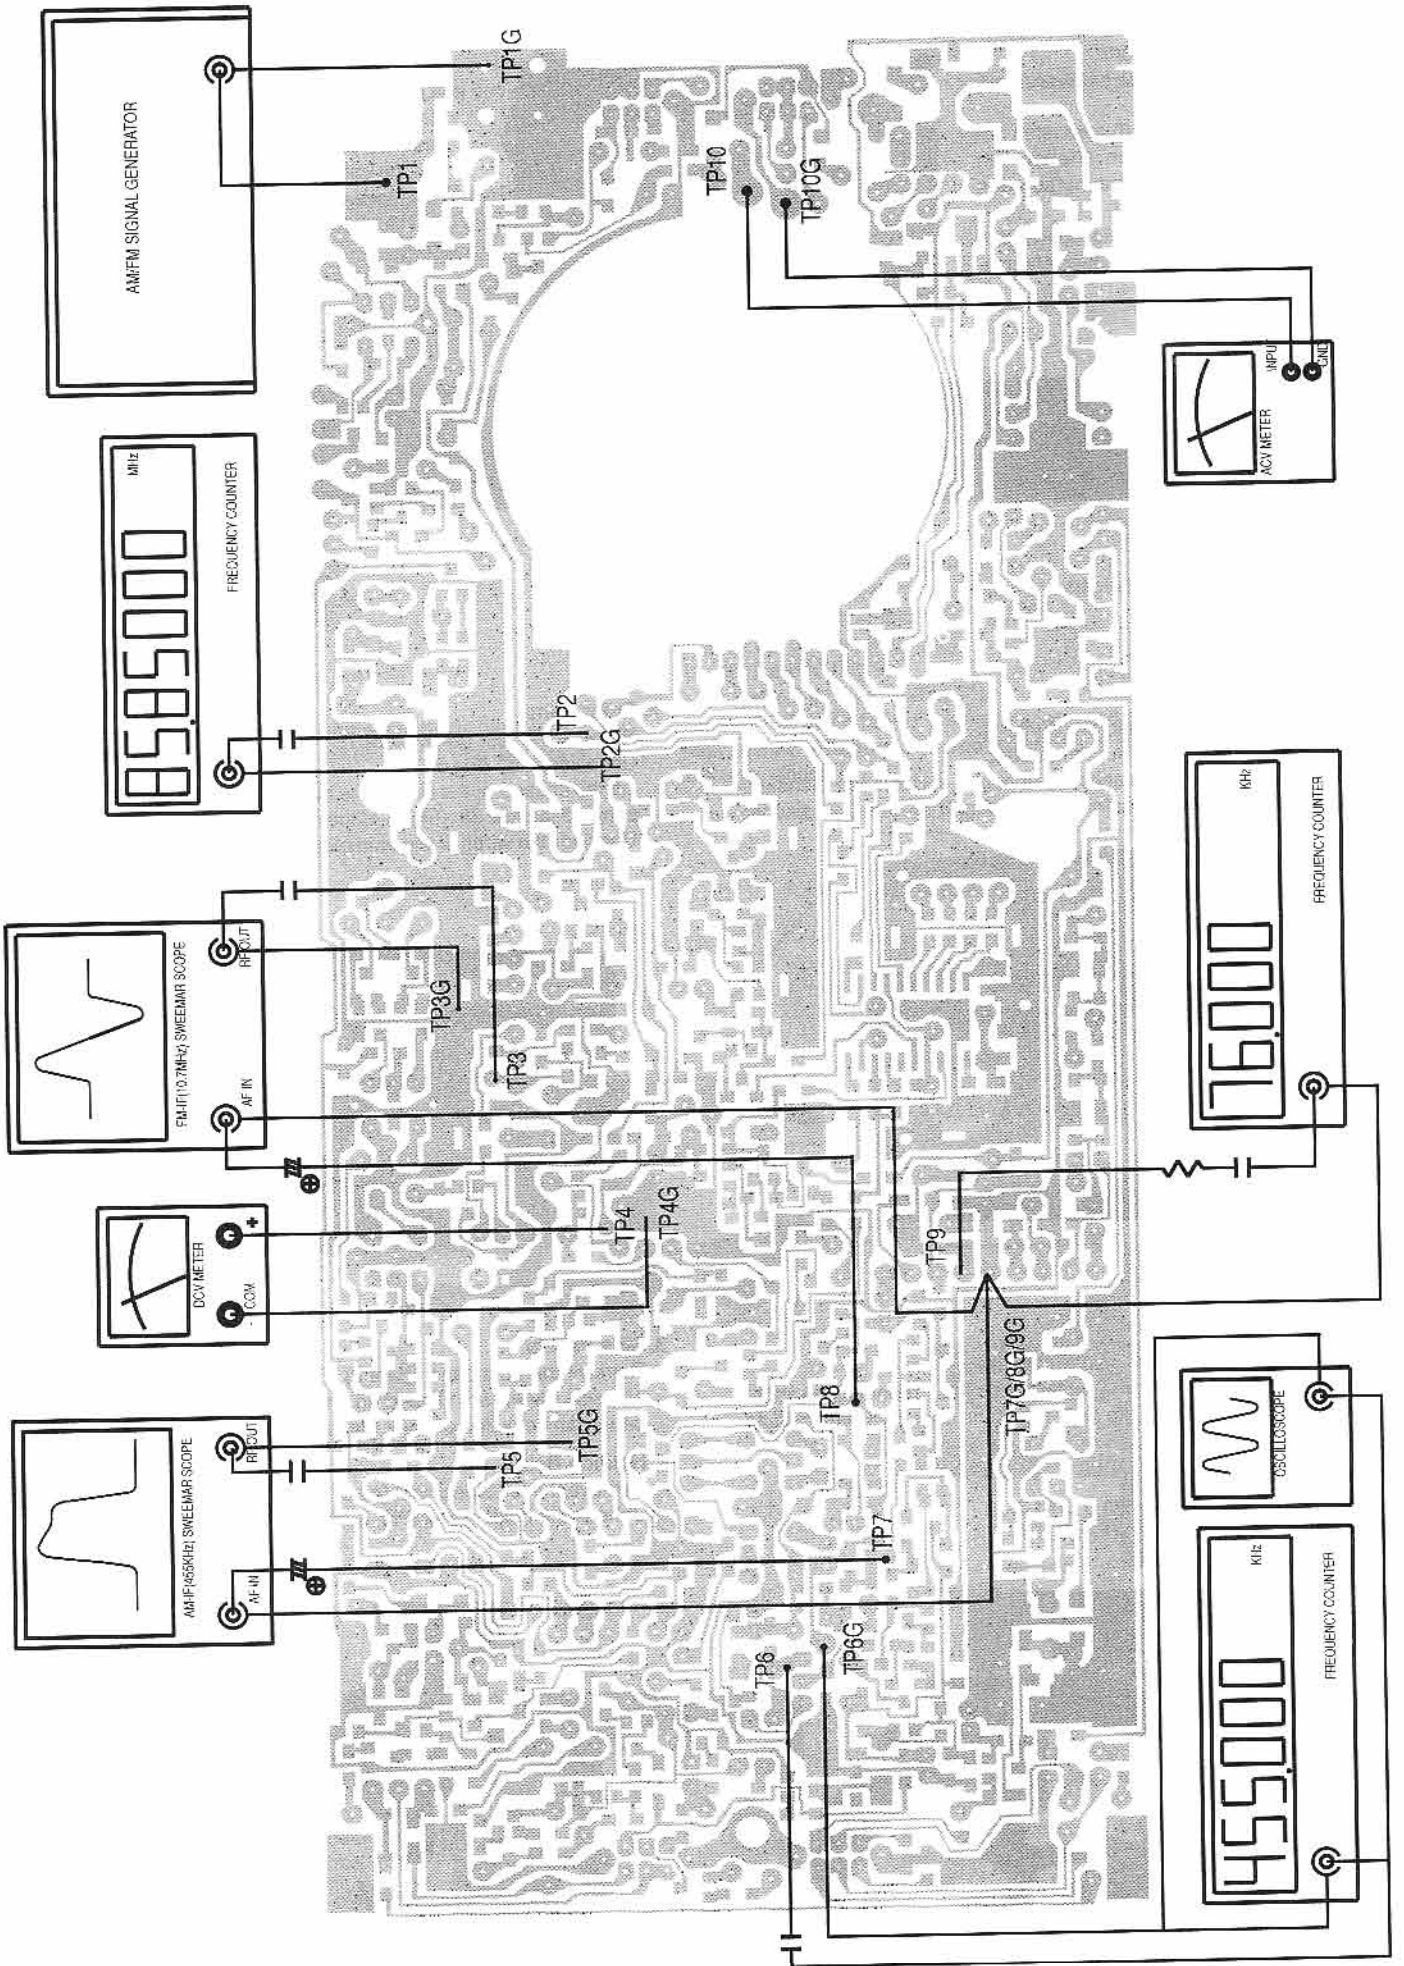 AM/FM SIGNAL GENERATOR
TP1G
TP1
TP10
TP10G
INPUT
GND
ACV METER
85.85100
MHz
FREQUENCY COUNTER
TP2
TP2G
FM-IF(10.7MHz) SWEEMAR SCOPE
RF OUT
AF IN
TP3G
TP3
76.000
KHz
FREQUENCY COUNTER
DCV METER
+
COM
TP4
TP4G
TP9
TP7G/8G/9G
TP8
AM-IF(455KHz) SWEEMAR SCOPE
RF OUT
AF IN
TP5
TP5G
TP7
TP6
TP6G
OSCILLOSCOPE
455.000
KHz
FREQUENCY COUNTER